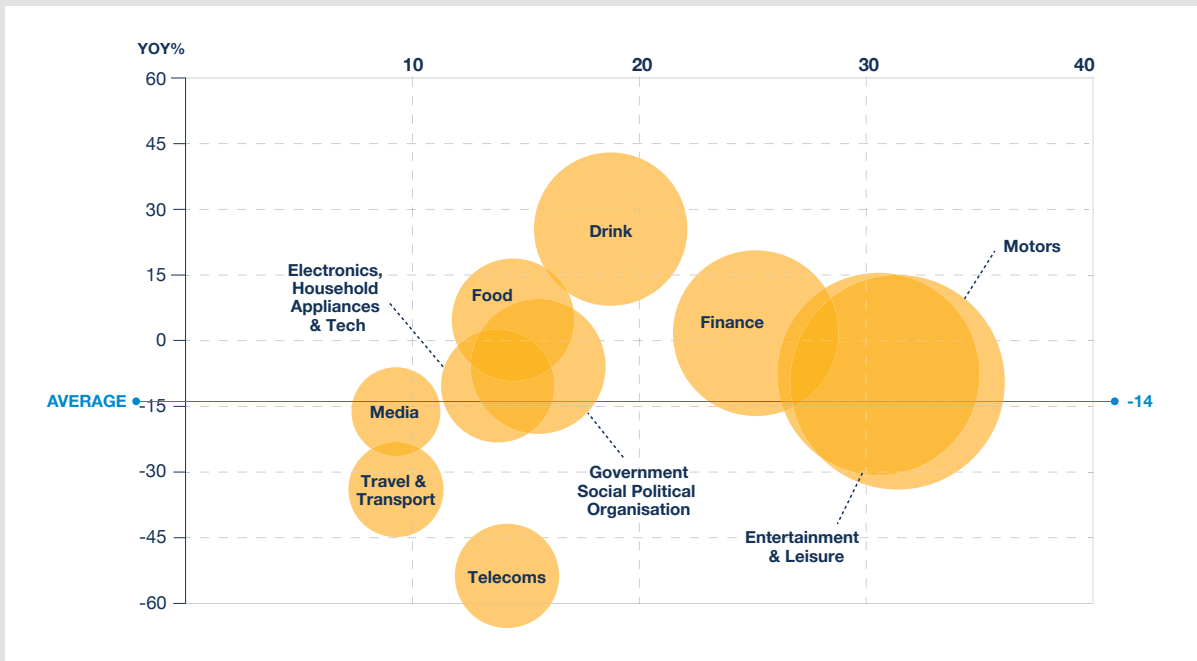 YOY%
10
20
30
40
60
45
30
15
0
-15
-30
-45
-60
AVERAGE
-14
Drink
Motors
Electronics,
Household
Appliances
& Tech
Food
Finance
Media
Travel &
Transport
Government
Social Political
Organisation
Entertainment
& Leisure
Telecoms